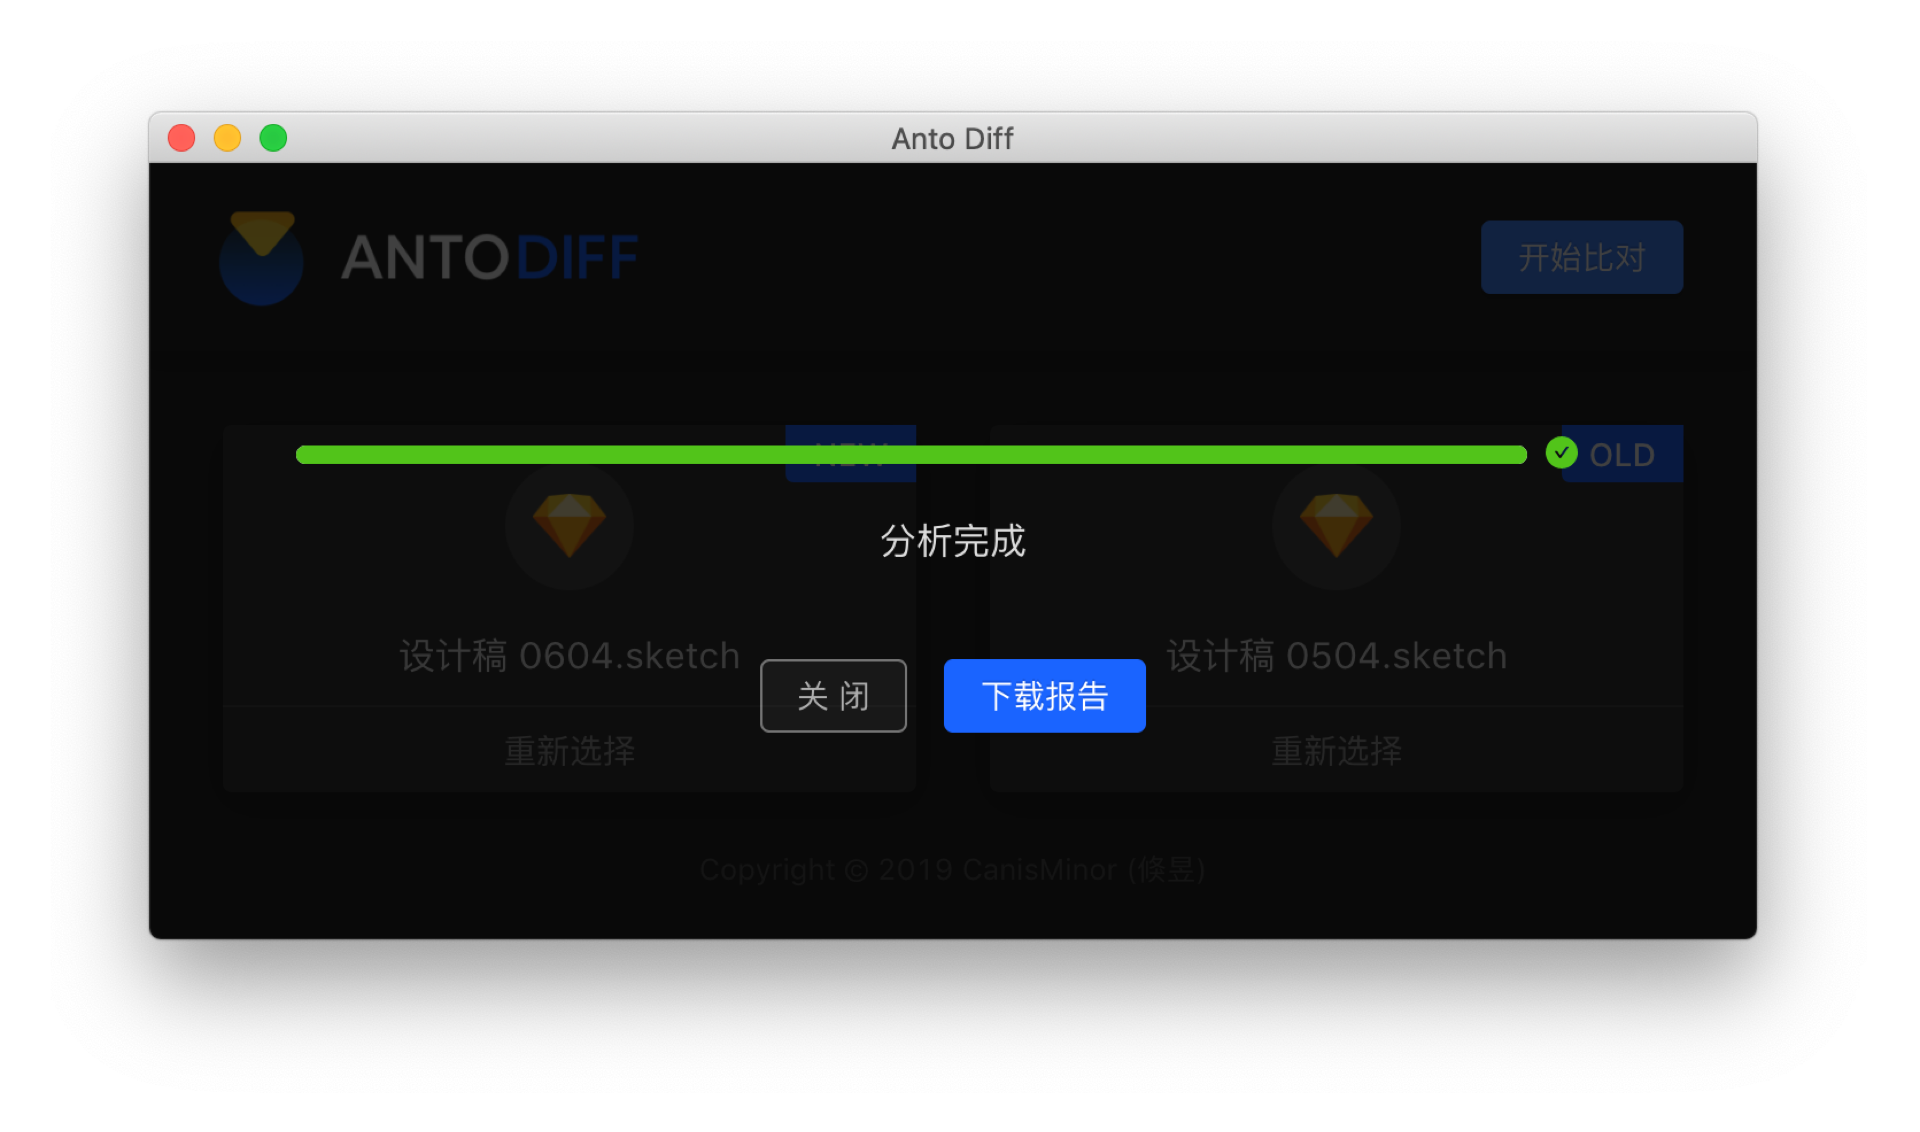 Anto Diff
ANTODIFF
开始比对
NEW
OLD
分析完成
设计稿 0604.sketch
设计稿 0504.sketch
关 闭
下载报告
重新选择
重新选择
Copyright © 2019 CanisMinor (倏昱)